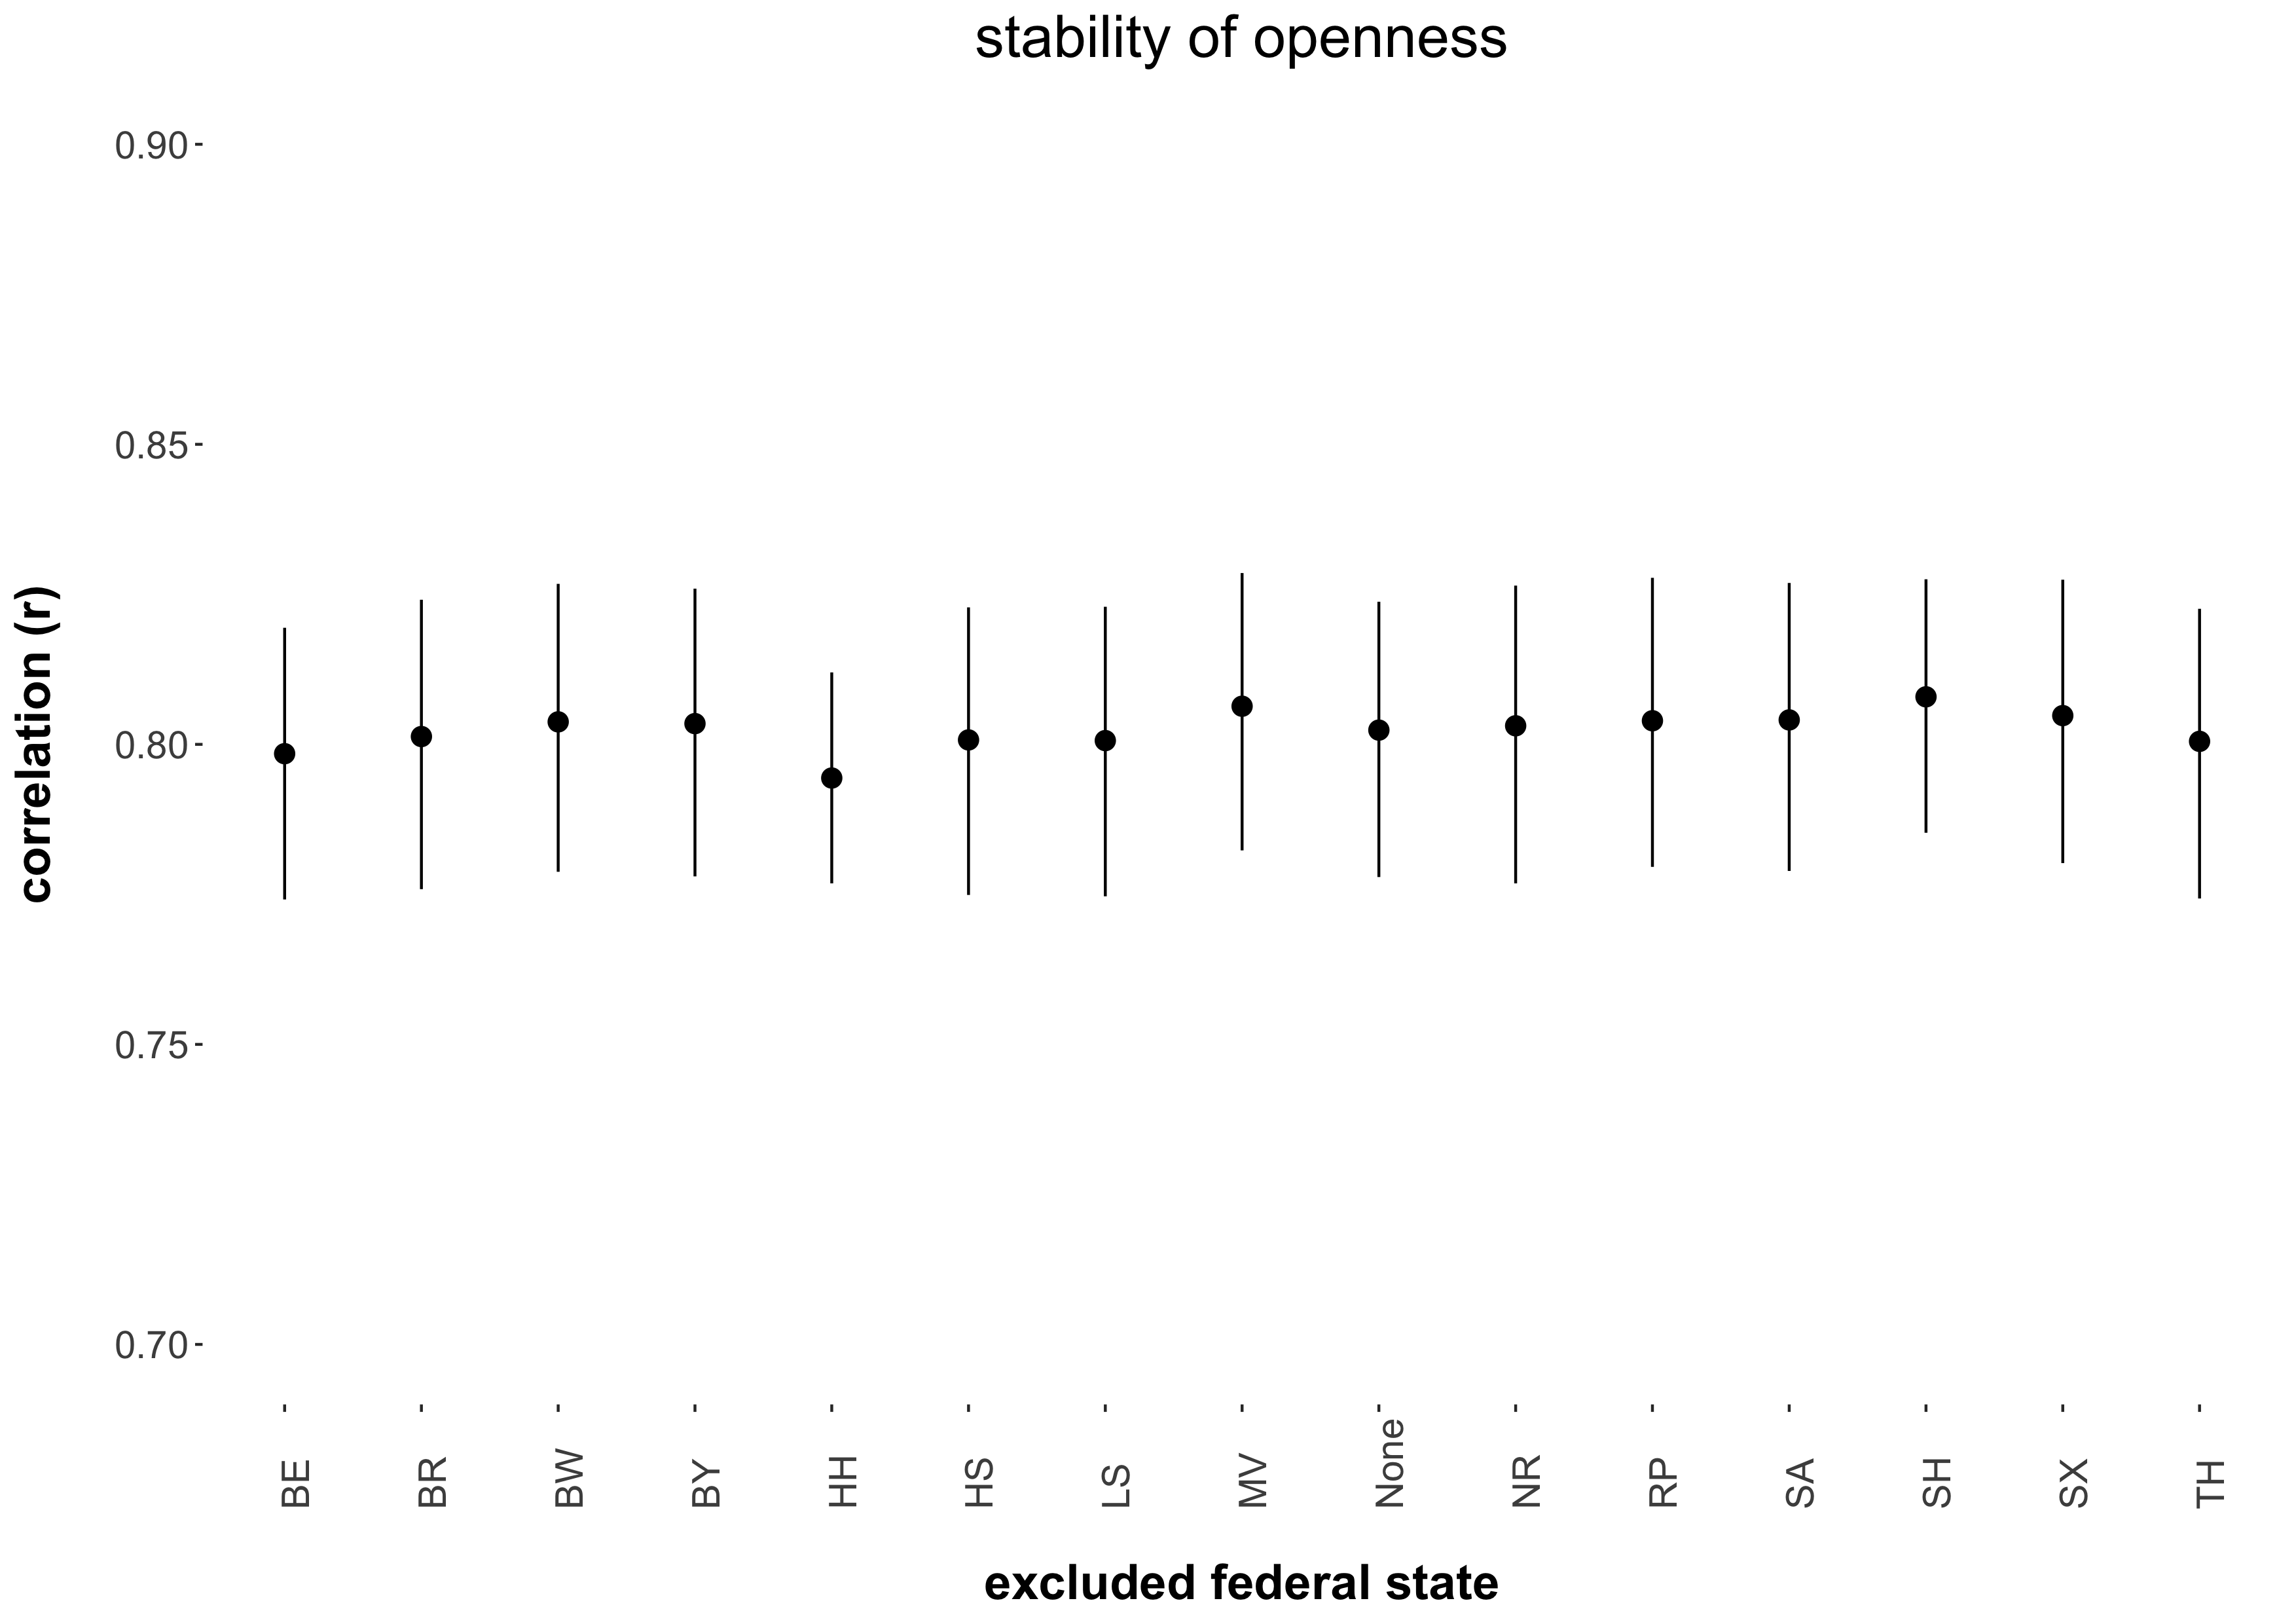 stability of openness
correlation (r)
0.90
0.85
0.80
0.75
0.70
BE BR BW BY HH HS LS MV None NR RP SA SH SX TH
excluded federal state